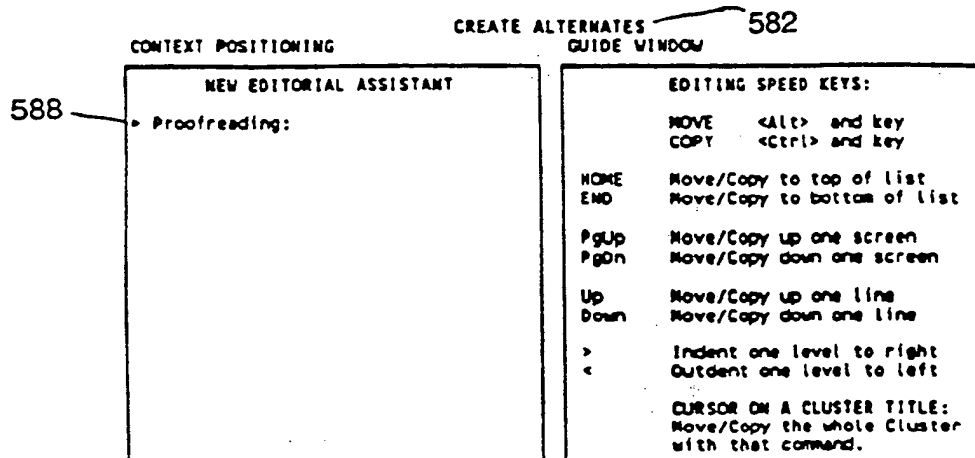 CREATE ALTERNATES 582
CONTEXT POSITIONING
GUIDE WINDOW
NEW EDITORIAL ASSISTANT
588
► Proofreading:
EDITING SPEED KEYS:
MOVE <Alt> and key
COPY <Ctrl> and key
HOME Move/Copy to top of list
END Move/Copy to bottom of list
PgUp Move/Copy up one screen
PgDn Move/Copy down one screen
Up Move/Copy up one line
Down Move/Copy down one line
> Indent one level to right
< Outdent one level to left
CURSOR ON A CLUSTER TITLE:
Move/Copy the whole Cluster
with that command.